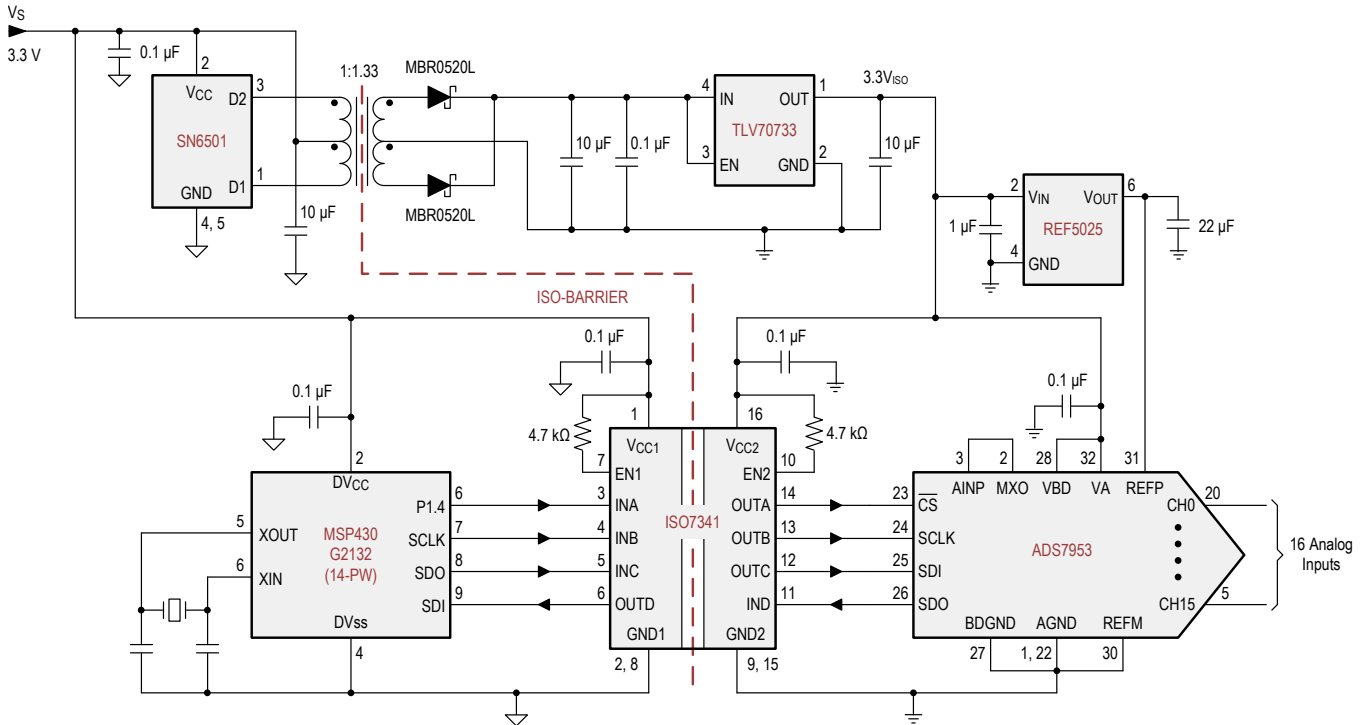 VS
3.3 V
0.1 µF
2
VCC
D2
3
SN6501
D1
1
GND
4, 5
10 µF
1:1.33
MBR0520L
MBR0520L
10 µF
0.1 µF
4
IN
OUT
1
TLV70733
3
EN
GND
2
3.3VISO
10 µF
2
VIN
VOUT
6
1 µF
REF5025
4
GND
22 µF
ISO-BARRIER
0.1 µF
0.1 µF
0.1 µF
0.1 µF
4.7 kΩ
4.7 kΩ
2
DVCC
5
XOUT
6
XIN
MSP430
G2132
(14-PW)
P1.4
6
SCLK
7
SDO
8
SDI
9
DVss
4
1
VCC1
7
EN1
3
INA
4
INB
5
INC
6
OUTD
GND1
2, 8
ISO7341
16
VCC2
EN2
10
OUTA
14
OUTB
13
OUTC
12
IND
11
GND2
9, 15
3
2
28
32
31
AINP
MXO
VBD
VA
REFP
23
CS
24
SCLK
25
SDI
26
SDO
ADS7953
CH0
20
CH15
5
16 Analog
Inputs
BDGND
AGND
REFM
27
1, 22
30